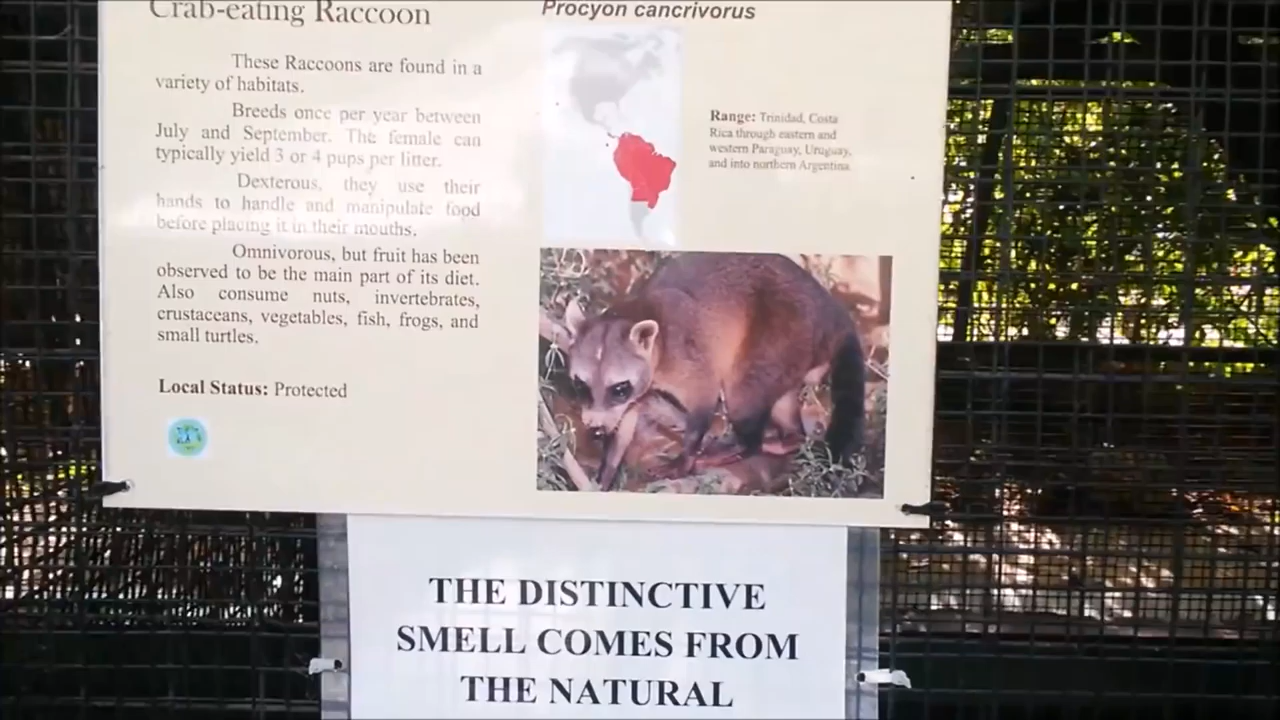 Crab-eating Raccoon
These Raccoons are found in a
variety of habitats.
Breeds once per year between
July and September. The female can
typically yield 3 or 4 pups per litter.
Dexterous, they use their
hands to handle and manipulate food
before placing it in their mouths.
Omnivorous, but fruit has been
observed to be the main part of its diet.
Also consume nuts, invertebrates,
crustaceans, vegetables, fish, frogs, and
small turtles.
Local Status: Protected
Procyon cancrivorus
Range: Trinidad, Costa
Rica through eastern and
western Paraguay, Uruguay,
and into northern Argentina.
THE DISTINCTIVE
SMELL COMES FROM
THE NATURAL